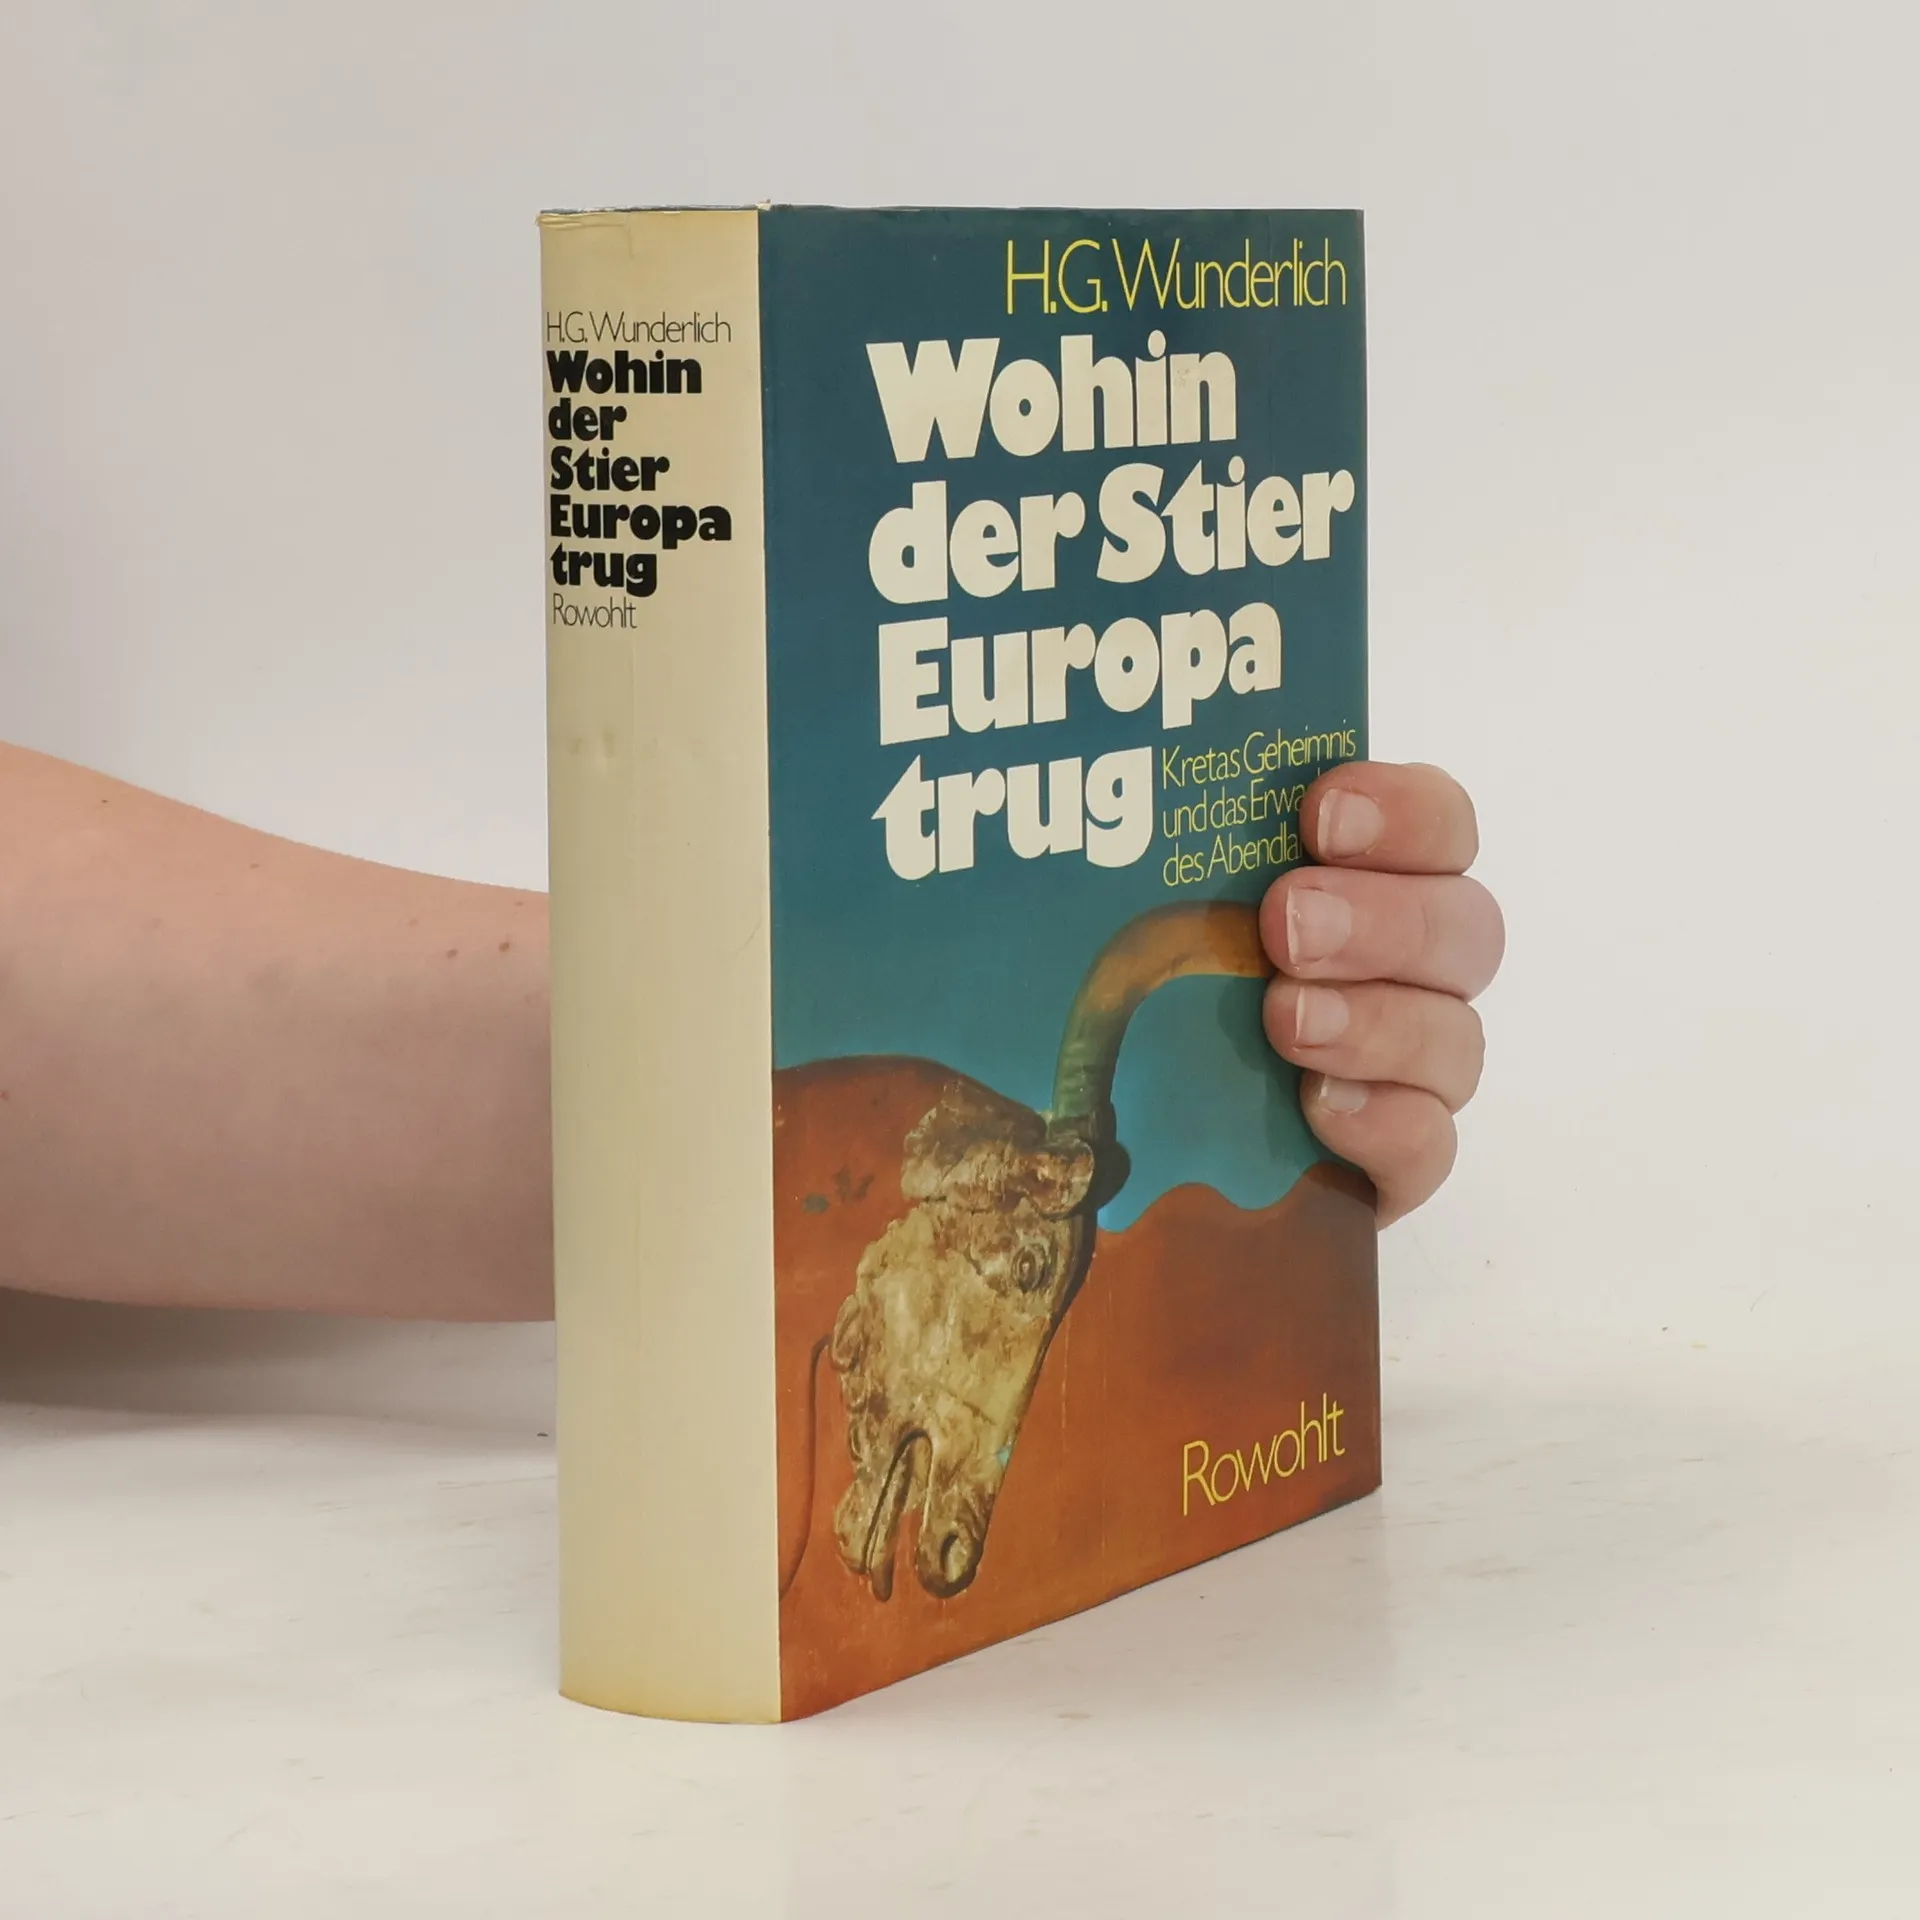 H.G. Wunderlich
Wohin
der
Stier
Europa
trug
Rowohlt
H.G. Wunderlich
Wohin
der Stier
Europa
trug
Kretas Geheimnis
und das
des
Rowohlt